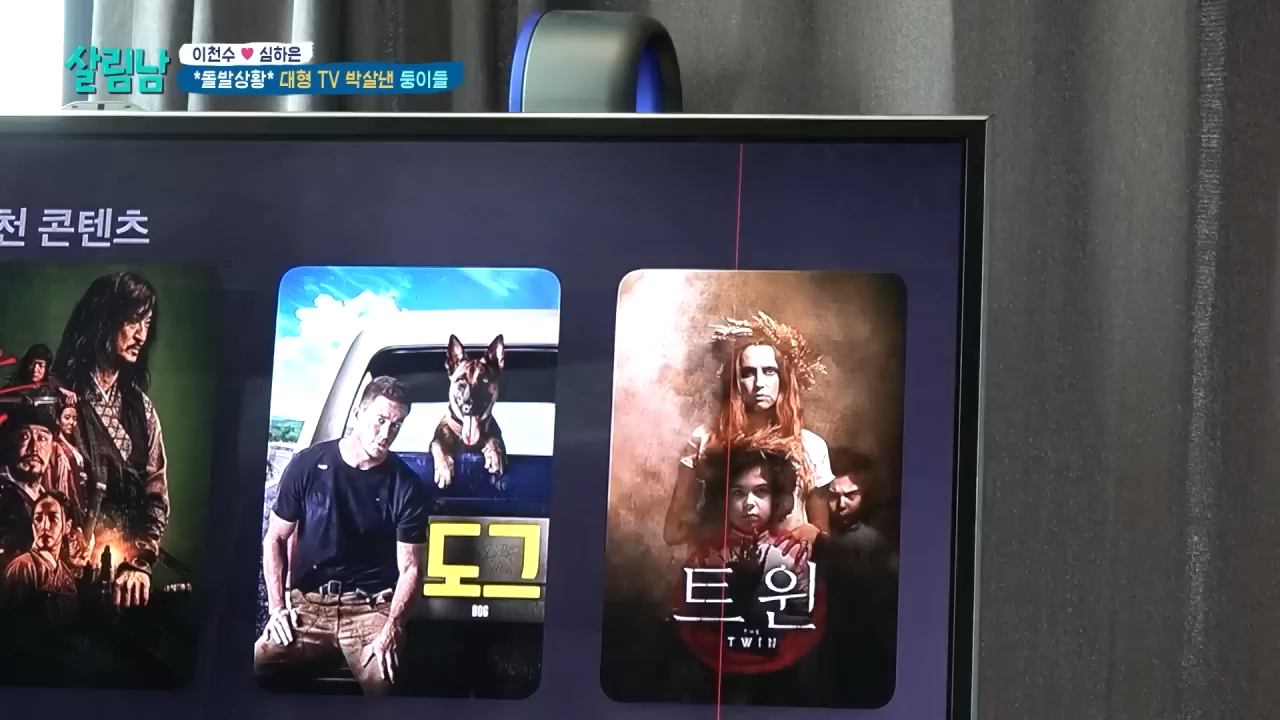 살림남
이천수 ♥ 심하은
*돌발상황* 대형 TV 박살낸 둥이들
천 콘텐츠
도그
DOG
트윈
THE
TWIN